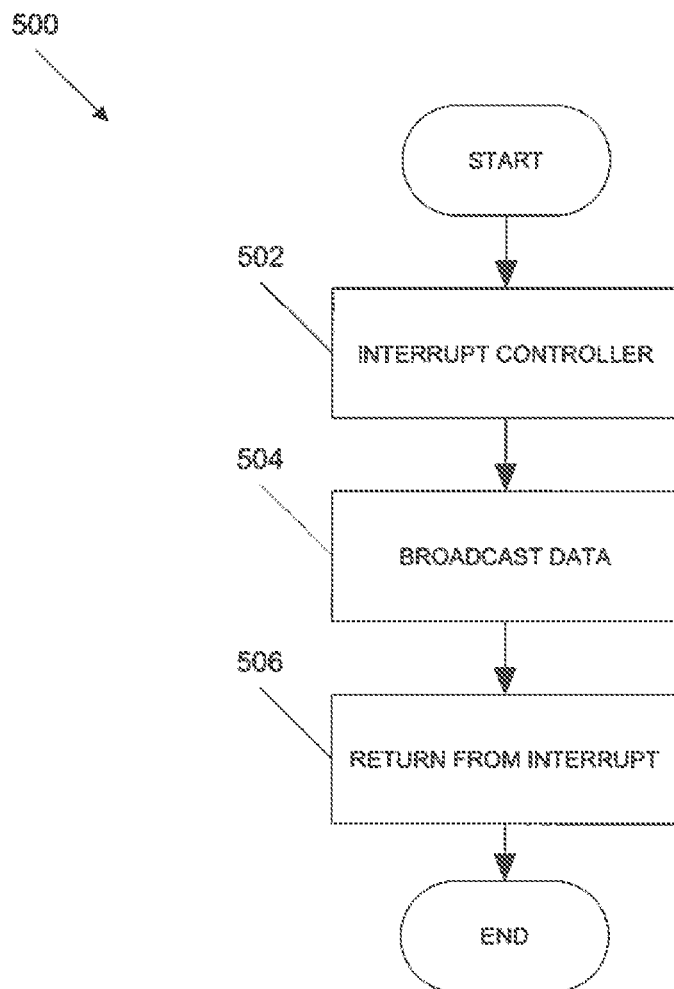 500
START
502
INTERRUPT CONTROLLER
504
BROADCAST DATA
506
RETURN FROM INTERRUPT
END